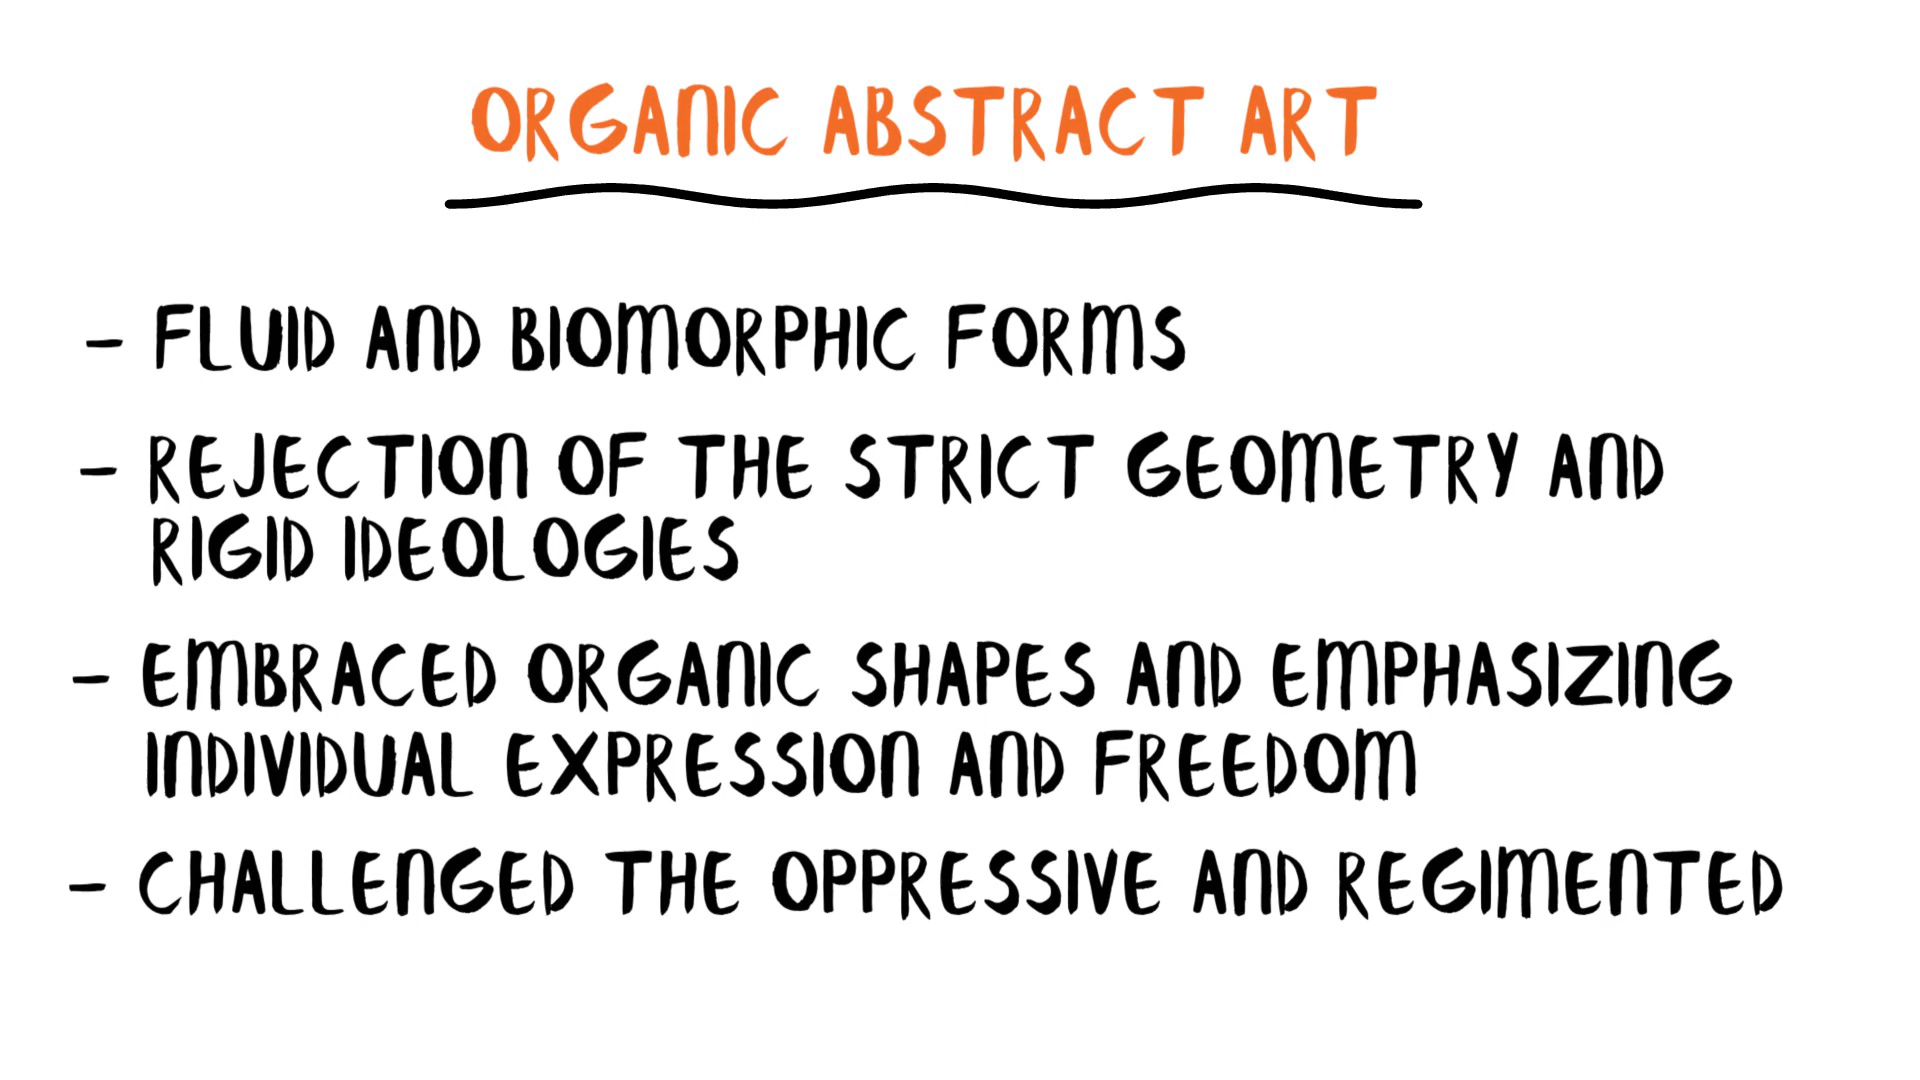 ORGANIC ABSTRACT ART
- FLUID AND BIOMORPHIC FORMS
- REJECTION OF THE STRICT GEOMETRY AND
RIGID IDEOLOGIES
- EMBRACED ORGANIC SHAPES AND EMPHASIZING
INDIVIDUAL EXPRESSION AND FREEDOM
- CHALLENGED THE OPPRESSIVE AND REGIMENTED